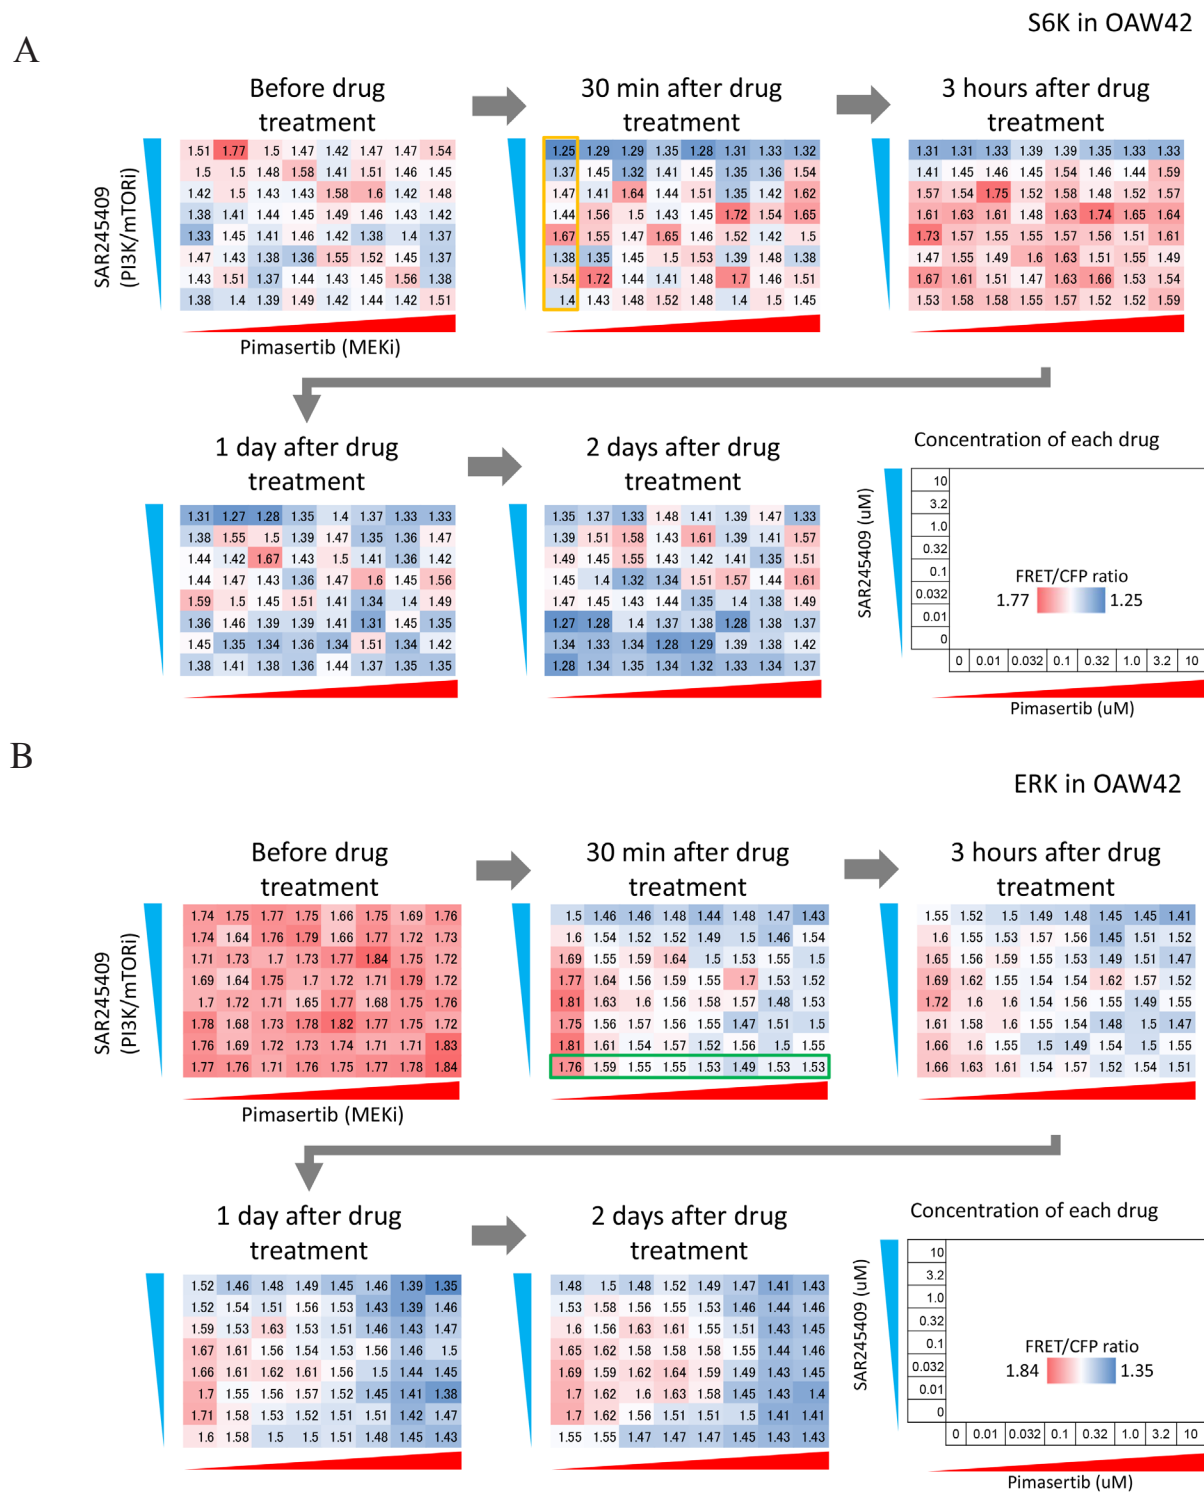 S6K in OAW42
A
Before drug treatment
30 min after drug treatment
3 hours after drug treatment
SAR245409 (PI3K/mTORi)
1.51 1.77 1.5 1.47 1.42 1.47 1.47 1.54
1.5 1.5 1.48 1.58 1.41 1.51 1.46 1.45
1.42 1.5 1.43 1.43 1.58 1.6 1.42 1.48
1.38 1.41 1.44 1.45 1.49 1.46 1.43 1.42
1.33 1.45 1.41 1.46 1.42 1.38 1.4 1.37
1.47 1.43 1.38 1.36 1.55 1.52 1.45 1.37
1.43 1.51 1.37 1.44 1.43 1.45 1.56 1.38
1.38 1.4 1.39 1.49 1.42 1.44 1.42 1.51
1.25 1.29 1.29 1.35 1.28 1.31 1.33 1.32
1.37 1.45 1.32 1.41 1.45 1.35 1.36 1.54
1.47 1.41 1.64 1.44 1.51 1.35 1.42 1.62
1.44 1.56 1.5 1.43 1.45 1.72 1.54 1.65
1.67 1.55 1.47 1.65 1.46 1.52 1.42 1.5
1.38 1.35 1.45 1.5 1.53 1.39 1.48 1.38
1.54 1.72 1.44 1.41 1.48 1.7 1.46 1.51
1.4 1.43 1.48 1.52 1.48 1.4 1.5 1.45
1.31 1.31 1.33 1.39 1.39 1.35 1.33 1.33
1.41 1.45 1.46 1.45 1.54 1.46 1.44 1.59
1.57 1.54 1.75 1.52 1.58 1.48 1.52 1.57
1.61 1.63 1.61 1.48 1.63 1.74 1.65 1.64
1.73 1.57 1.55 1.55 1.57 1.56 1.51 1.61
1.47 1.55 1.49 1.6 1.63 1.51 1.55 1.49
1.67 1.61 1.51 1.47 1.63 1.66 1.53 1.54
1.53 1.58 1.58 1.55 1.57 1.52 1.52 1.59
Pimasertib (MEKi)
1 day after drug treatment
2 days after drug treatment
Concentration of each drug
1.31 1.27 1.28 1.35 1.4 1.37 1.33 1.33
1.38 1.55 1.5 1.39 1.47 1.35 1.36 1.47
1.44 1.42 1.67 1.43 1.5 1.41 1.36 1.42
1.44 1.47 1.43 1.36 1.47 1.6 1.45 1.56
1.59 1.5 1.45 1.51 1.41 1.34 1.4 1.49
1.36 1.46 1.39 1.39 1.41 1.31 1.45 1.35
1.45 1.35 1.34 1.36 1.34 1.51 1.34 1.42
1.38 1.41 1.38 1.36 1.44 1.37 1.35 1.35
1.35 1.37 1.33 1.48 1.41 1.39 1.47 1.33
1.39 1.51 1.58 1.43 1.61 1.39 1.41 1.57
1.49 1.45 1.55 1.43 1.42 1.41 1.35 1.51
1.45 1.4 1.32 1.34 1.51 1.57 1.44 1.61
1.47 1.45 1.43 1.44 1.35 1.4 1.38 1.49
1.27 1.28 1.4 1.37 1.38 1.28 1.38 1.37
1.34 1.33 1.34 1.28 1.29 1.39 1.38 1.42
1.28 1.34 1.35 1.34 1.32 1.33 1.34 1.37
SAR245409 (uM)
10
3.2
1.0
0.32
0.1
0.032
0.01
0
FRET/CFP ratio
1.77 1.25
0 0.01 0.032 0.1 0.32 1.0 3.2 10
Pimasertib (uM)
B
ERK in OAW42
Before drug treatment
30 min after drug treatment
3 hours after drug treatment
SAR245409 (PI3K/mTORi)
1.74 1.75 1.77 1.75 1.66 1.75 1.69 1.76
1.74 1.64 1.76 1.79 1.66 1.77 1.72 1.73
1.71 1.73 1.7 1.73 1.77 1.84 1.75 1.72
1.69 1.64 1.75 1.7 1.72 1.71 1.79 1.72
1.7 1.72 1.71 1.65 1.77 1.68 1.75 1.76
1.78 1.68 1.73 1.78 1.82 1.77 1.75 1.72
1.76 1.69 1.72 1.73 1.74 1.71 1.71 1.83
1.77 1.76 1.71 1.76 1.75 1.77 1.78 1.84
1.5 1.46 1.46 1.48 1.44 1.48 1.47 1.43
1.6 1.54 1.52 1.52 1.49 1.5 1.46 1.54
1.69 1.55 1.59 1.64 1.5 1.53 1.55 1.5
1.77 1.64 1.56 1.59 1.55 1.7 1.53 1.52
1.81 1.63 1.6 1.56 1.58 1.57 1.48 1.53
1.75 1.56 1.57 1.56 1.55 1.47 1.51 1.5
1.81 1.61 1.54 1.57 1.52 1.56 1.5 1.55
1.76 1.59 1.55 1.55 1.53 1.49 1.53 1.53
1.55 1.52 1.5 1.49 1.48 1.45 1.45 1.41
1.6 1.55 1.53 1.57 1.56 1.45 1.51 1.52
1.63 1.56 1.59 1.55 1.53 1.49 1.51 1.47
1.69 1.62 1.55 1.54 1.54 1.62 1.57 1.52
1.72 1.6 1.6 1.54 1.56 1.55 1.49 1.55
1.61 1.58 1.6 1.55 1.54 1.48 1.5 1.47
1.66 1.6 1.55 1.5 1.49 1.54 1.5 1.55
1.66 1.63 1.61 1.54 1.57 1.52 1.54 1.51
Pimasertib (MEKi)
1 day after drug treatment
2 days after drug treatment
Concentration of each drug
1.52 1.46 1.48 1.49 1.45 1.46 1.39 1.35
1.52 1.54 1.51 1.56 1.53 1.43 1.39 1.46
1.59 1.53 1.63 1.53 1.51 1.46 1.43 1.47
1.67 1.61 1.56 1.54 1.53 1.56 1.46 1.5
1.66 1.61 1.62 1.61 1.56 1.5 1.44 1.45
1.7 1.55 1.56 1.57 1.52 1.45 1.41 1.38
1.71 1.58 1.53 1.52 1.51 1.51 1.42 1.47
1.6 1.58 1.5 1.5 1.51 1.48 1.45 1.43
1.48 1.5 1.48 1.52 1.49 1.47 1.41 1.43
1.53 1.58 1.56 1.55 1.53 1.46 1.44 1.46
1.6 1.56 1.63 1.61 1.55 1.51 1.43 1.45
1.65 1.62 1.58 1.58 1.58 1.55 1.44 1.46
1.69 1.59 1.62 1.64 1.59 1.49 1.43 1.45
1.7 1.62 1.6 1.63 1.58 1.45 1.43 1.4
1.7 1.62 1.56 1.51 1.51 1.5 1.41 1.41
1.55 1.55 1.47 1.47 1.47 1.45 1.43 1.43
SAR245409 (uM)
10
3.2
1.0
0.32
0.1
0.032
0.01
0
FRET/CFP ratio
1.84 1.35
0 0.01 0.032 0.1 0.32 1.0 3.2 10
Pimasertib (uM)